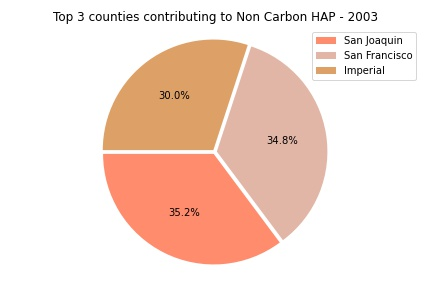 Top 3 counties contributing to Non Carbon HAP - 2003
San Joaquin
San Francisco
Imperial
30.0%
34.8%
35.2%